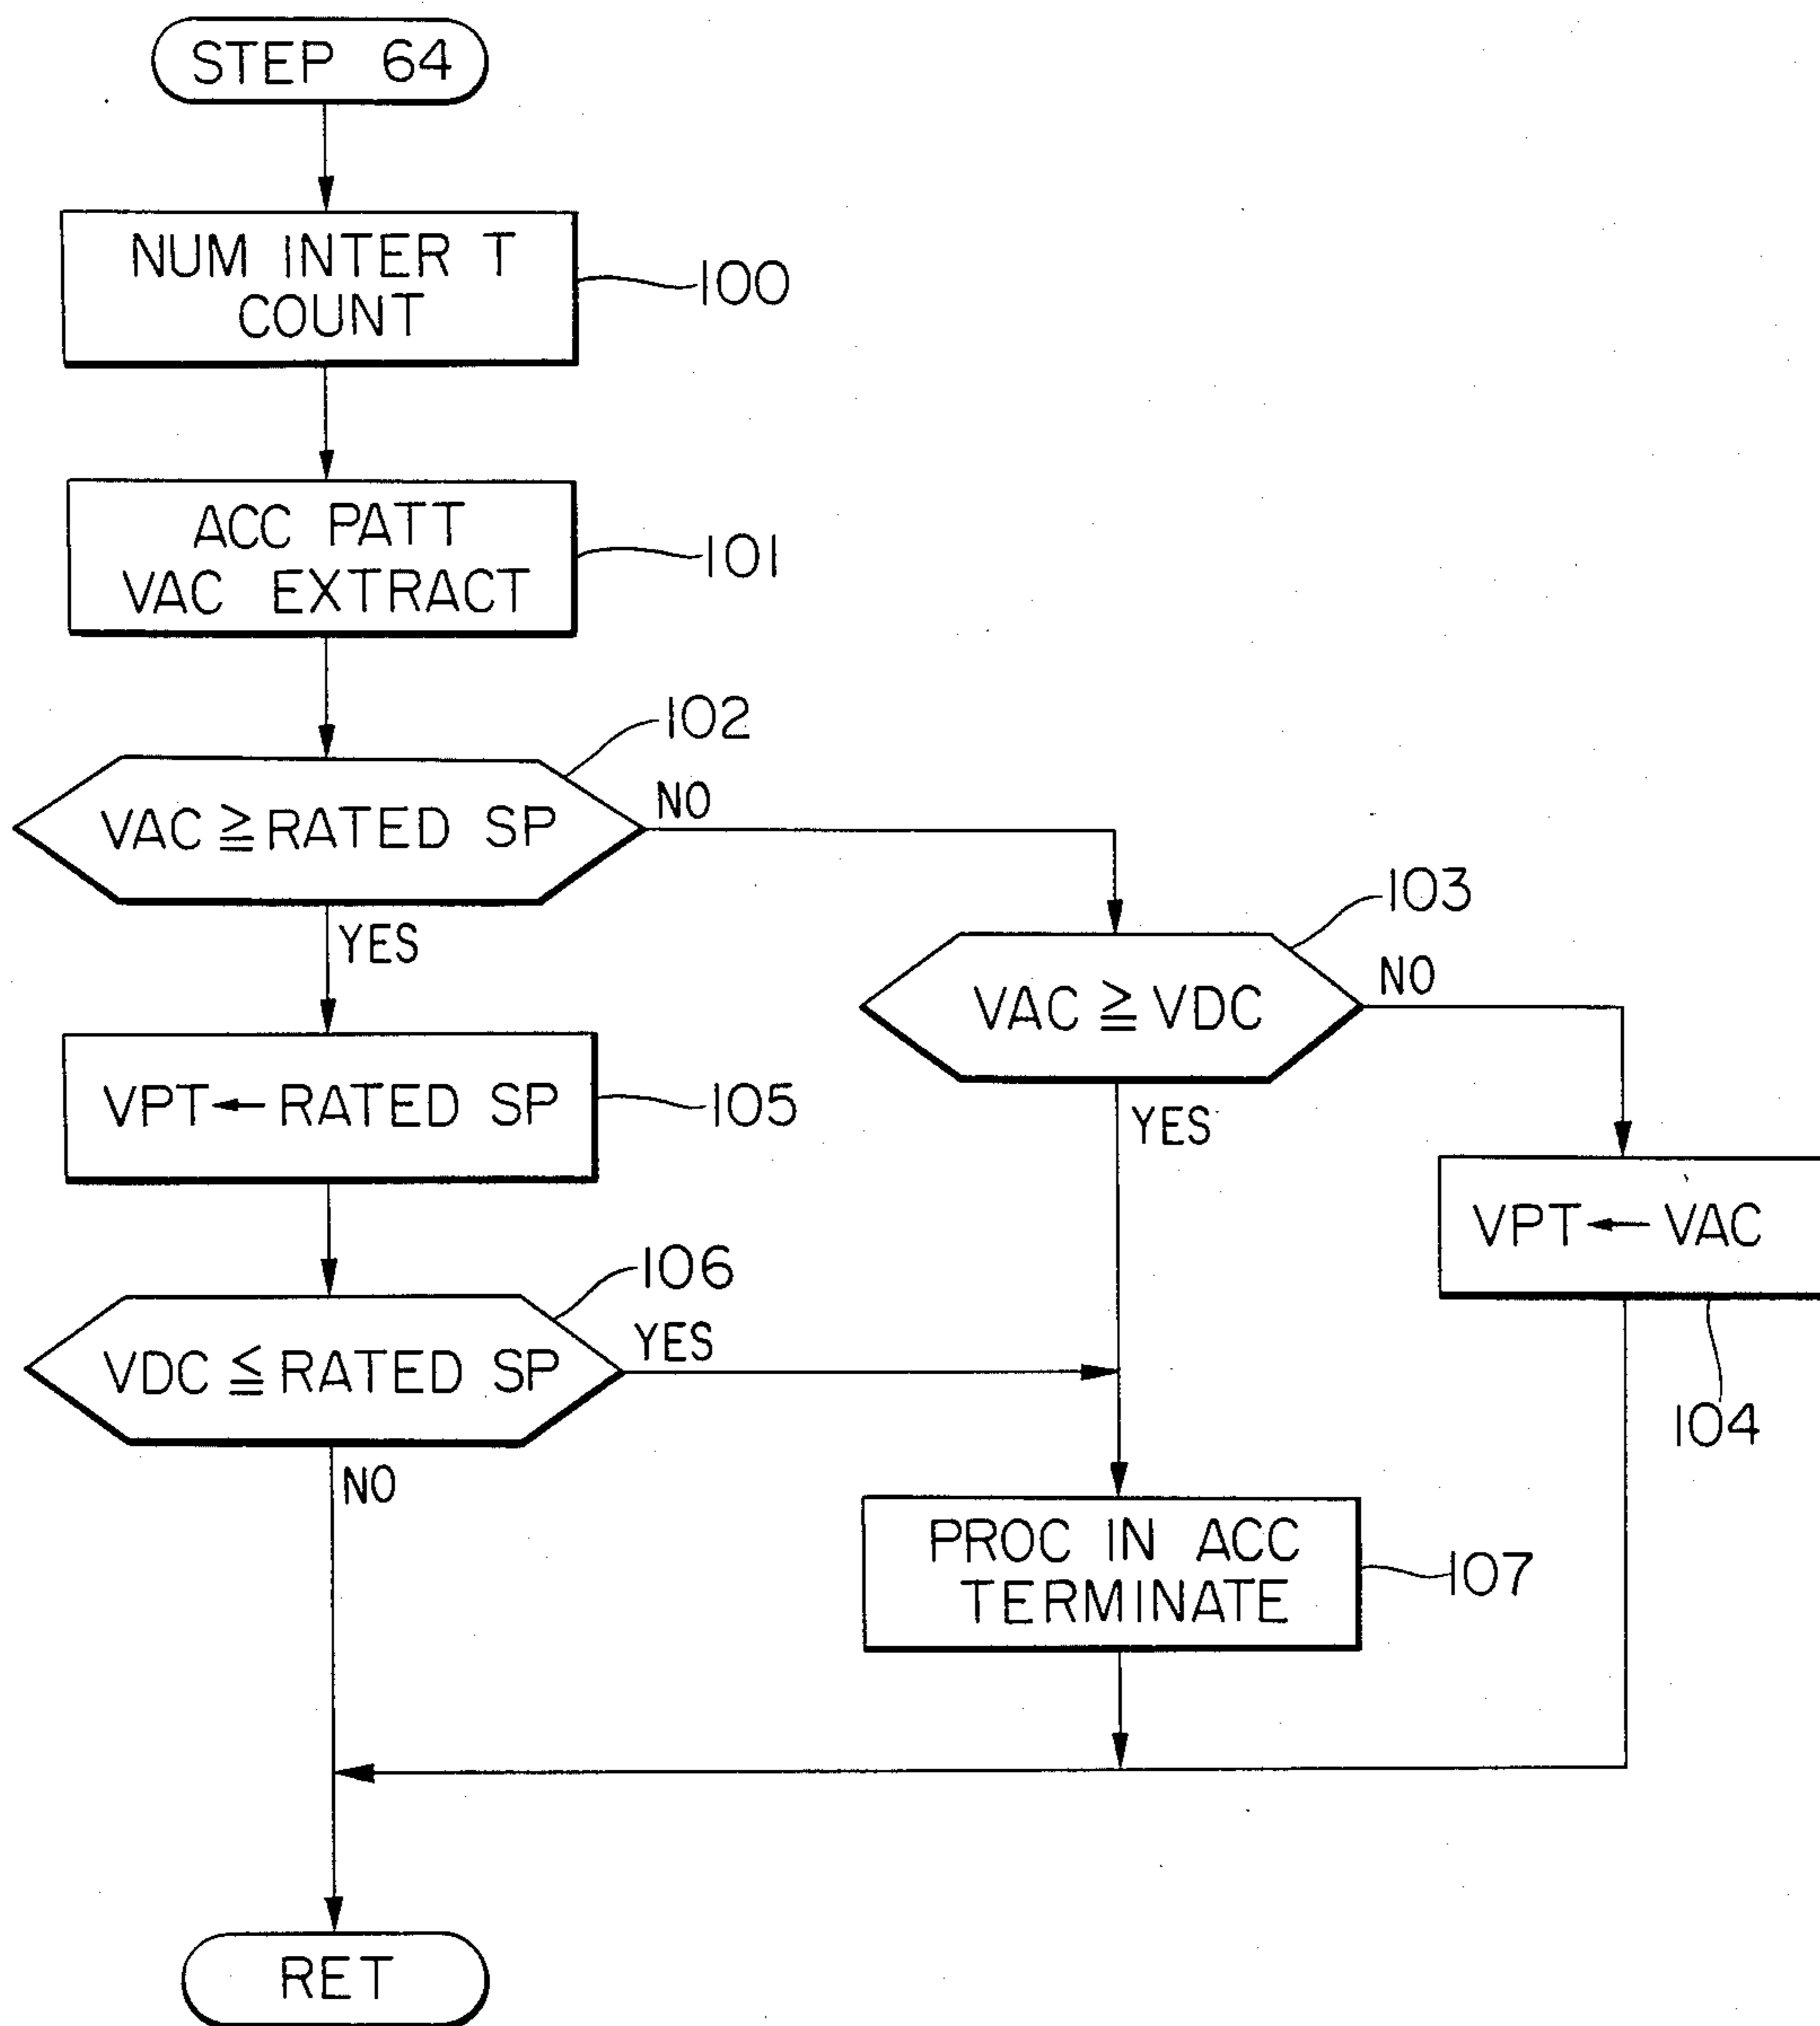 STEP 64
NUM INTER T
COUNT
100
ACC PATT
VAC EXTRACT
101
102
VAC ≧ RATED SP
NO
YES
103
VAC ≧ VDC
NO
YES
VPT ← RATED SP
105
VPT ← VAC
104
106
VDC ≦ RATED SP
YES
NO
PROC IN ACC
TERMINATE
107
RET